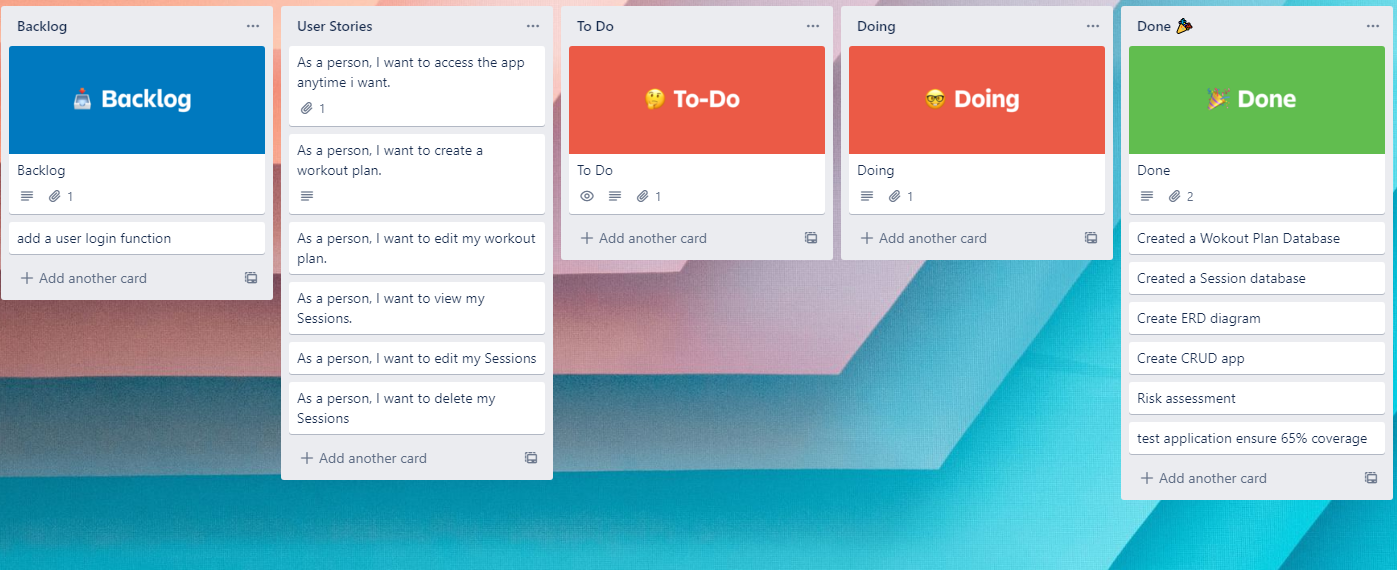 Backlog
Backlog
Backlog
1
add a user login function
Add another card
User Stories
As a person, I want to access the app
anytime i want.
1
As a person, I want to create a
workout plan.
As a person, I want to edit my workout
plan.
As a person, I want to view my
Sessions.
As a person, I want to edit my Sessions
As a person, I want to delete my
Sessions
Add another card
To Do
To-Do
To Do
1
Add another card
Doing
Doing
Doing
1
Add another card
Done 🎉
Done
Done
2
Created a Wokout Plan Database
Created a Session database
Create ERD diagram
Create CRUD app
Risk assessment
test application ensure 65% coverage
Add another card